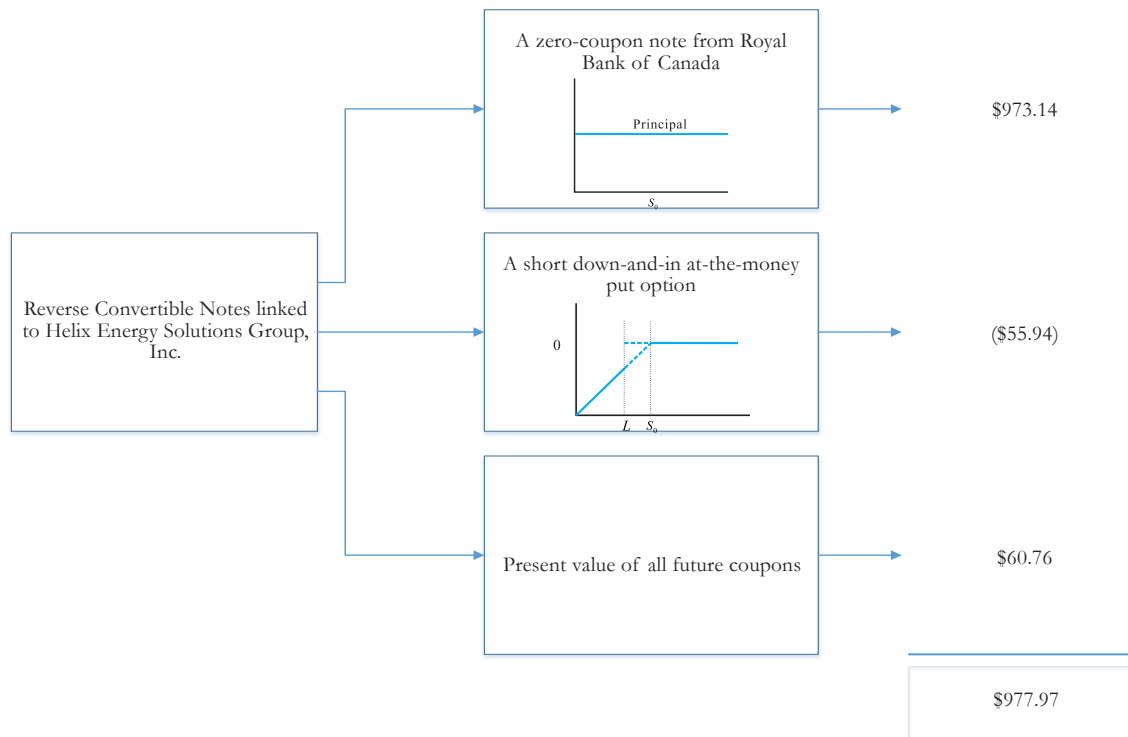 A zero-coupon note from Royal
Bank of Canada
Principal
S₀
$973.14
Reverse Convertible Notes linked
to Helix Energy Solutions Group,
Inc.
A short down-and-in at-the-money
put option
0
L S₀
($55.94)
Present value of all future coupons
$60.76
$977.97